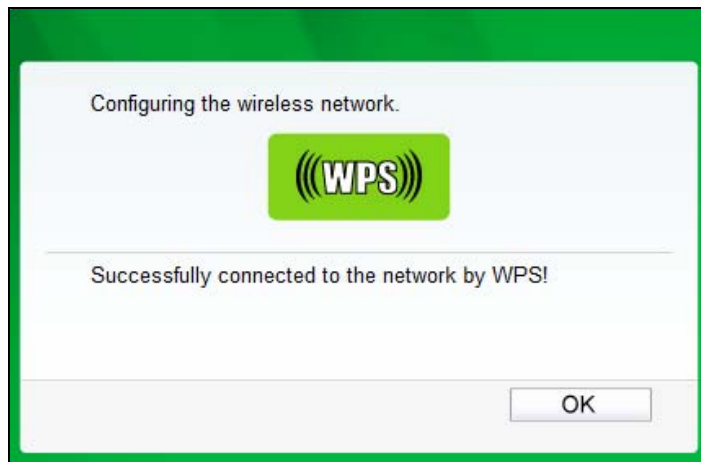 Configuring the wireless network.
(((WPS)))
Successfully connected to the network by WPS!
OK